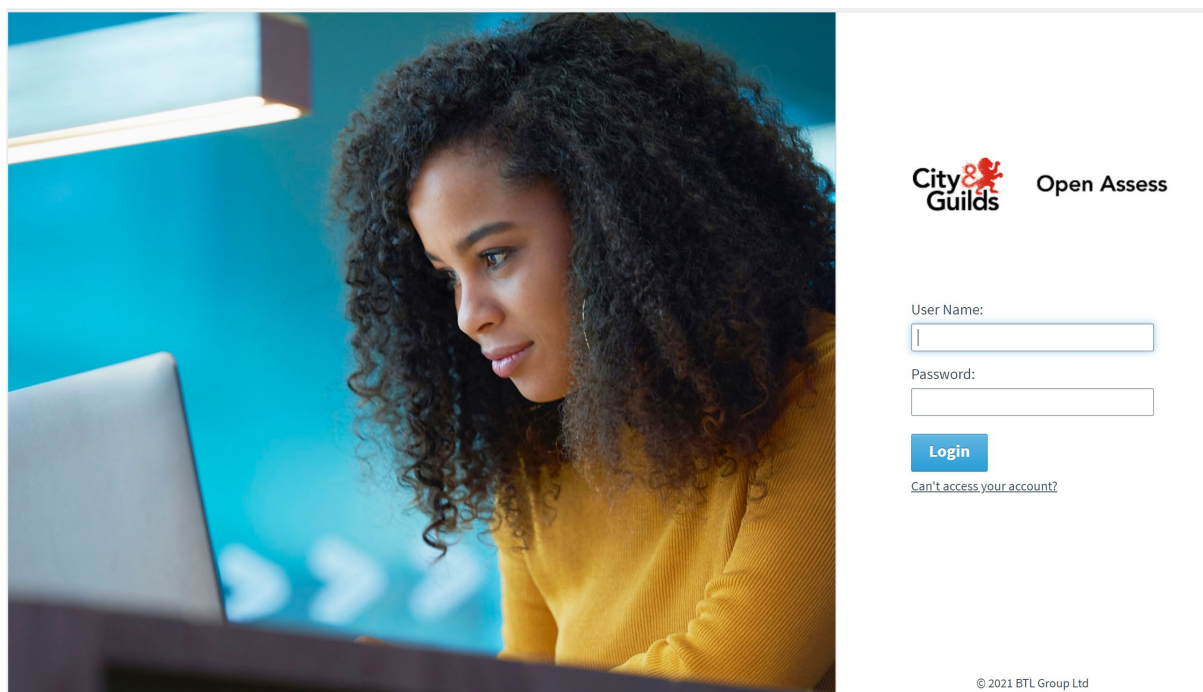 City&
Guilds
Open Assess
User Name:
Password:
Login
Can't access your account?
© 2021 BTL Group Ltd